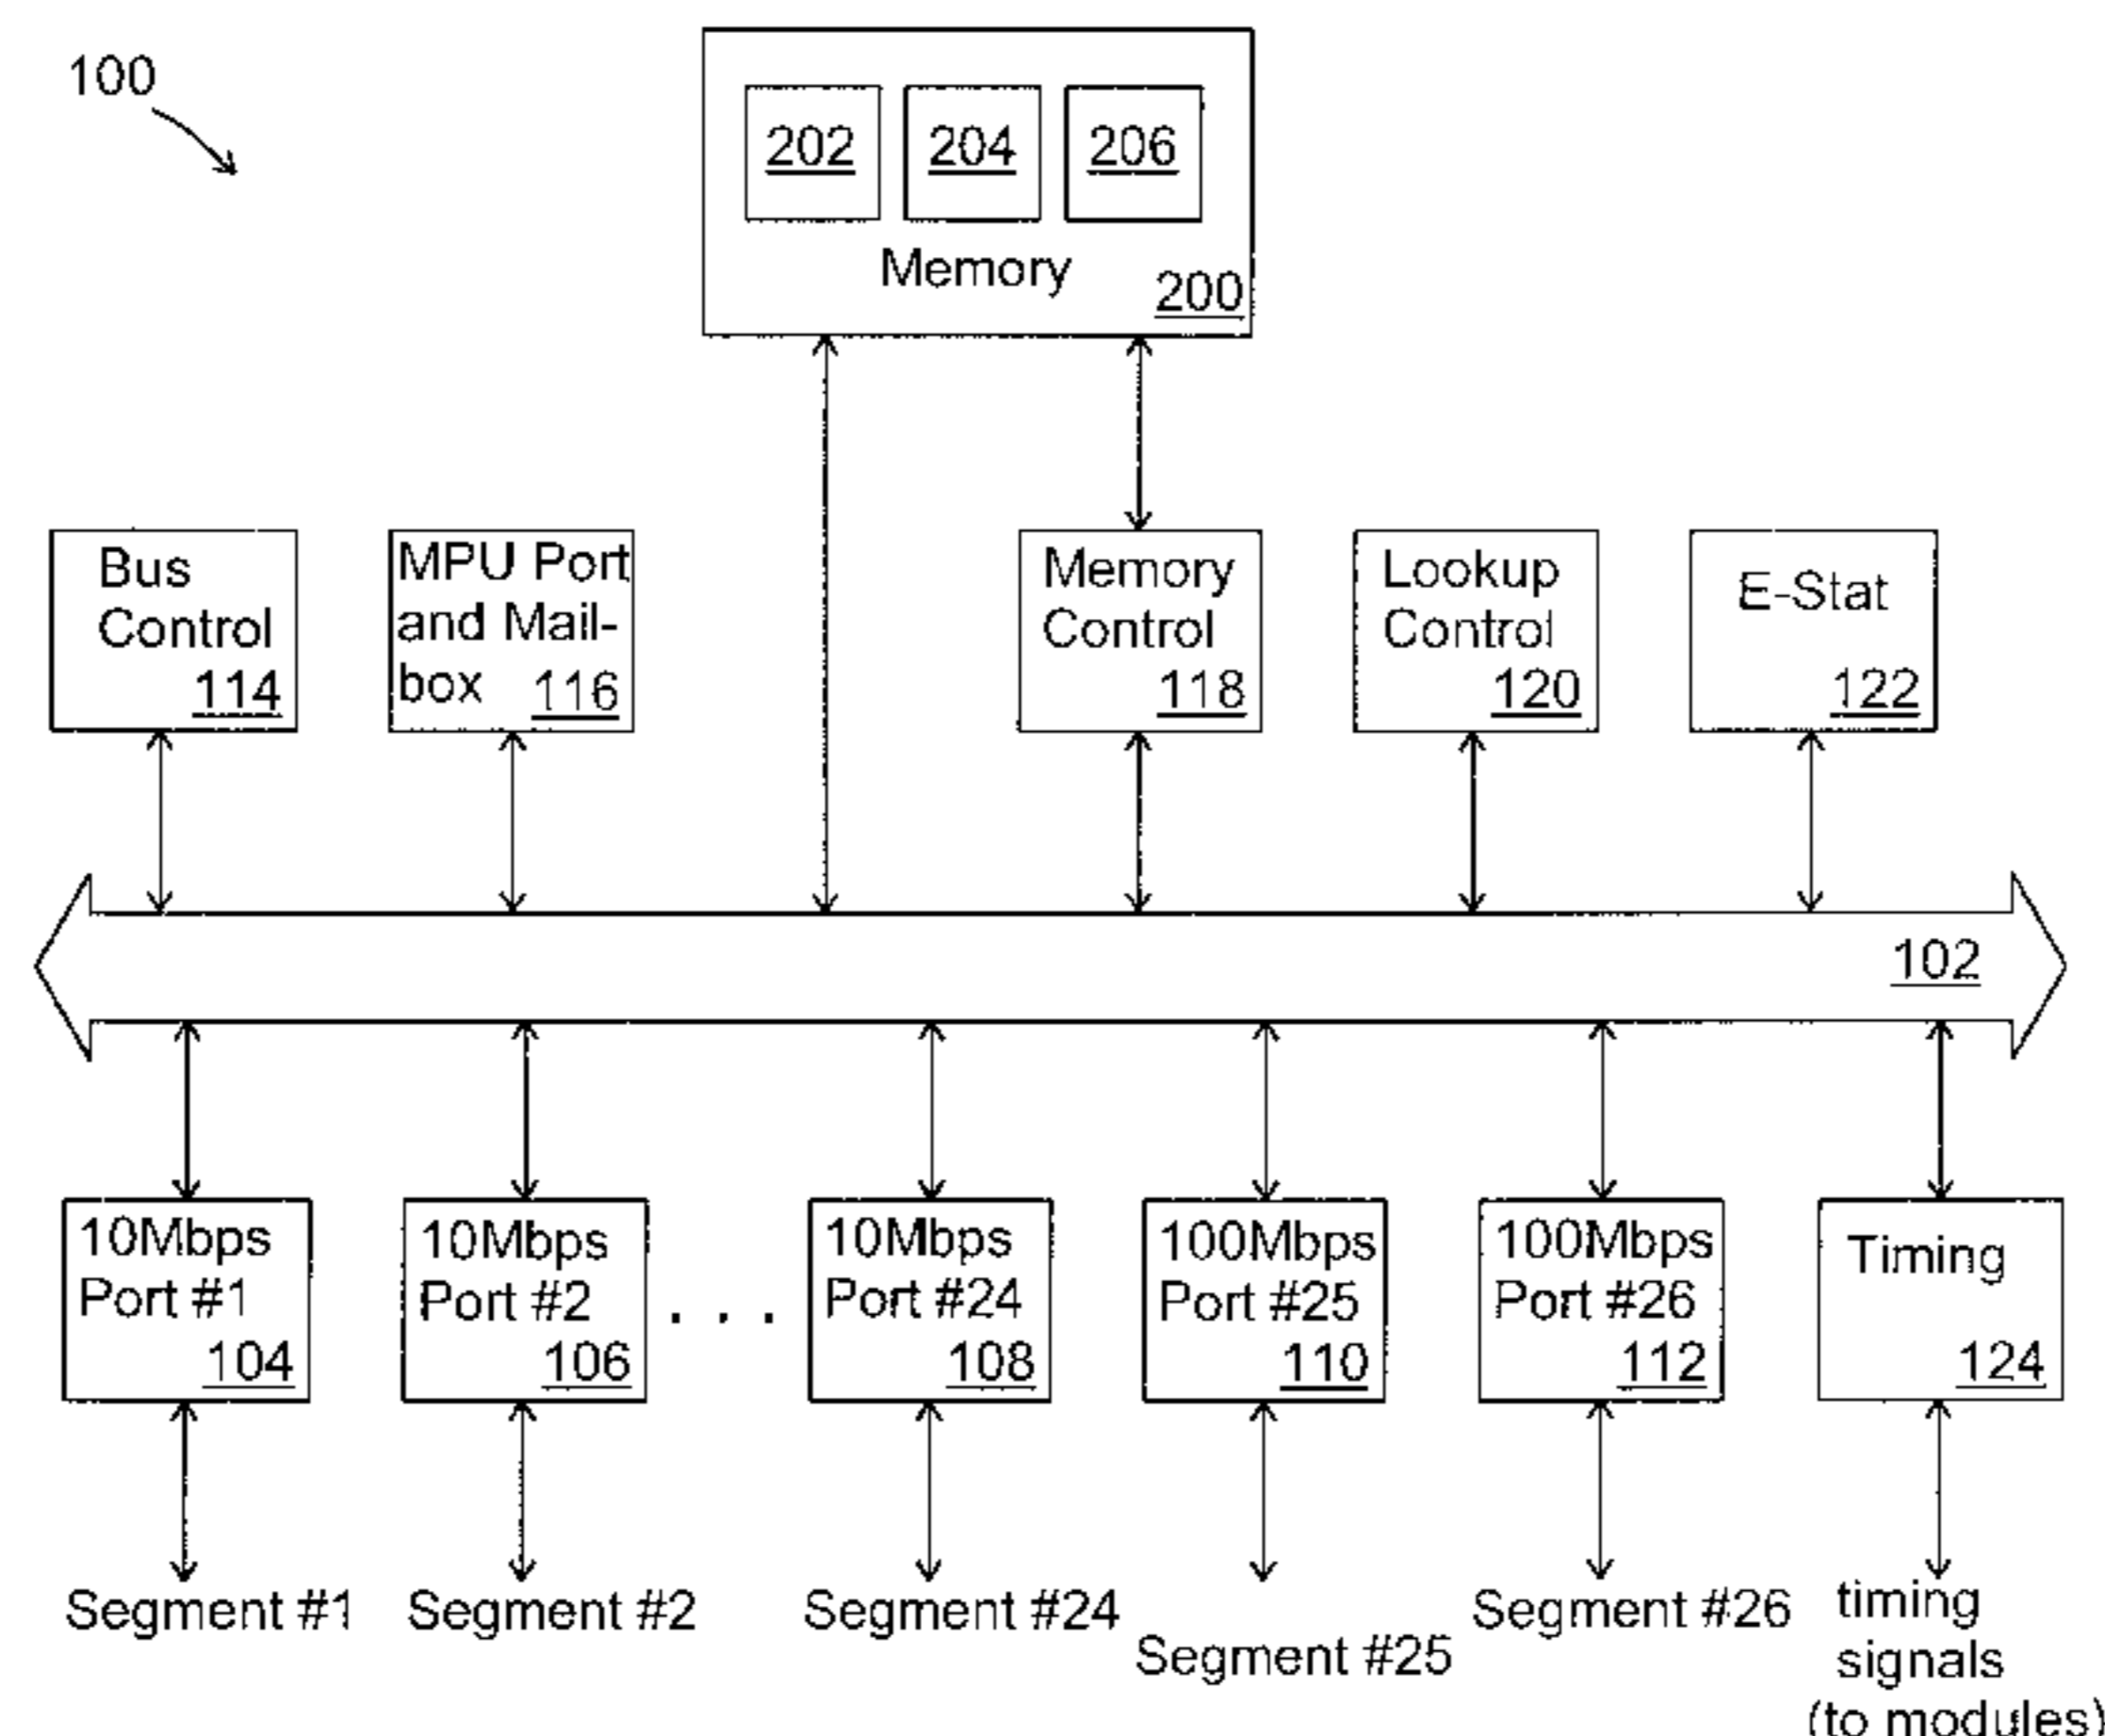 100
202 204 206
Memory
200
Bus
Control
114
MPU Port
and Mail-
box 116
Memory
Control
118
Lookup
Control
120
E-Stat
122
102
10Mbps
Port #1
104
10Mbps
Port #2
106
. . .
10Mbps
Port #24
108
100Mbps
Port #25
110
100Mbps
Port #26
112
Timing
124
Segment #1
Segment #2
Segment #24
Segment #25
Segment #26
timing
signals
(to modules)